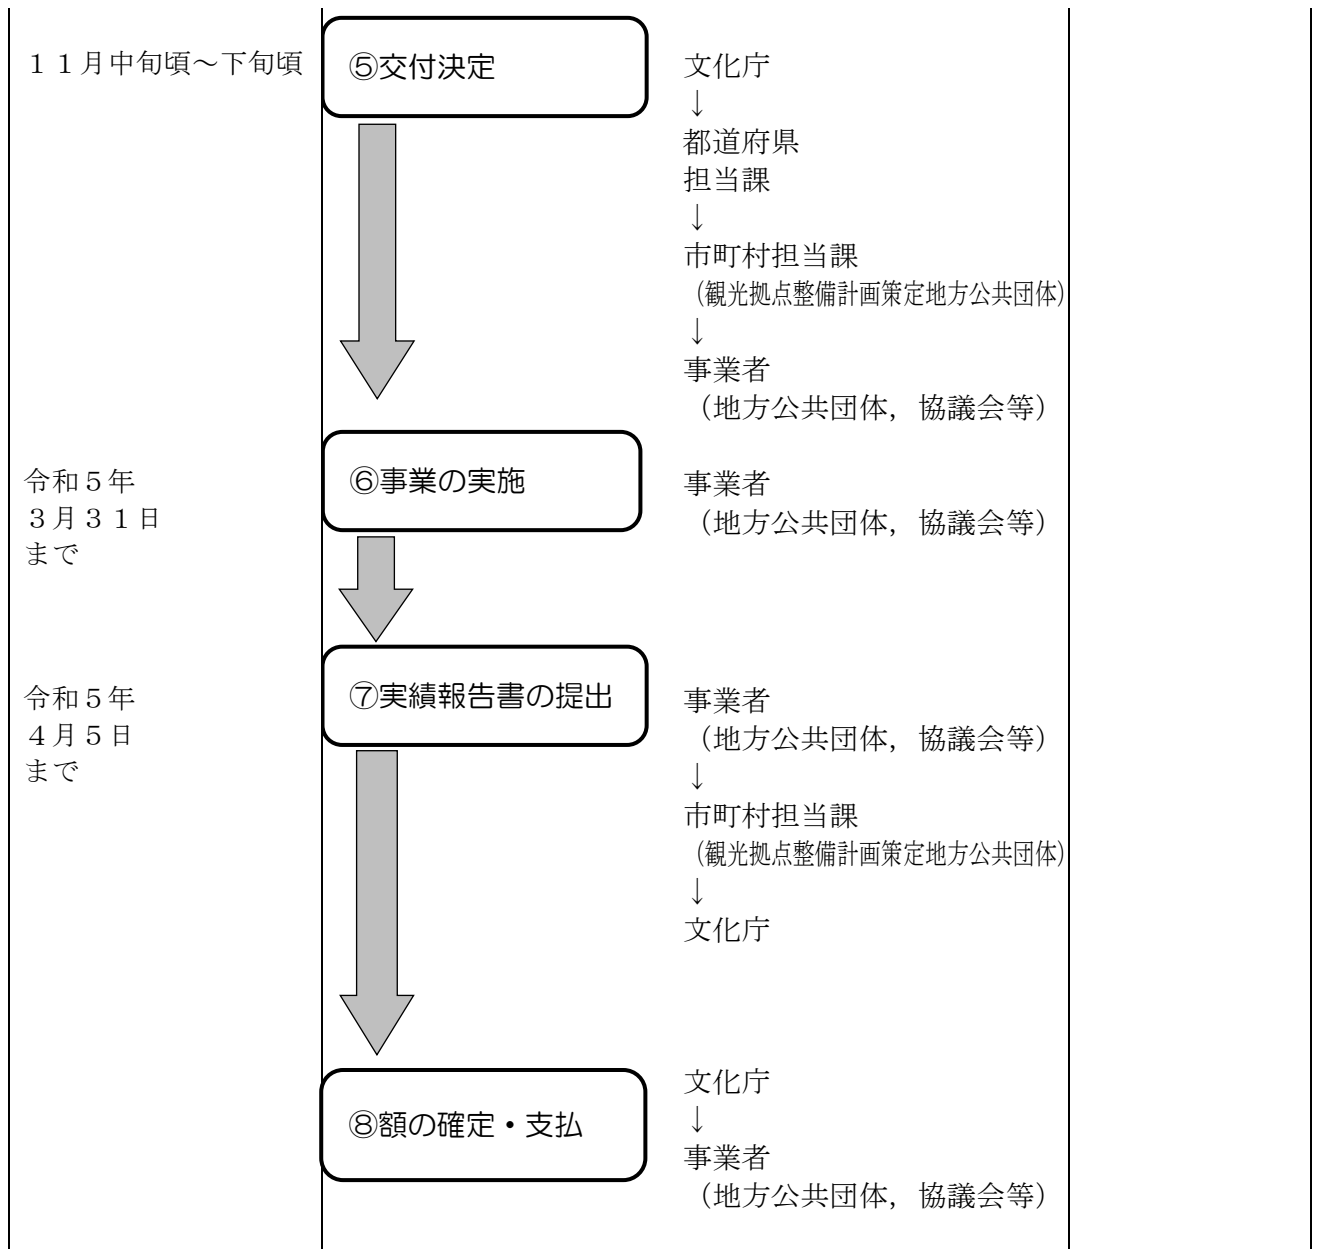 １１月中旬頃～下旬頃
⑤交付決定
文化庁
↓
都道府県
担当課
↓
市町村担当課
（観光拠点整備計画策定地方公共団体）
↓
事業者
（地方公共団体，協議会等）
令和５年
３月３１日
まで
⑥事業の実施
事業者
（地方公共団体，協議会等）
令和５年
４月５日
まで
⑦実績報告書の提出
事業者
（地方公共団体，協議会等）
↓
市町村担当課
（観光拠点整備計画策定地方公共団体）
↓
文化庁
⑧額の確定・支払
文化庁
↓
事業者
（地方公共団体，協議会等）